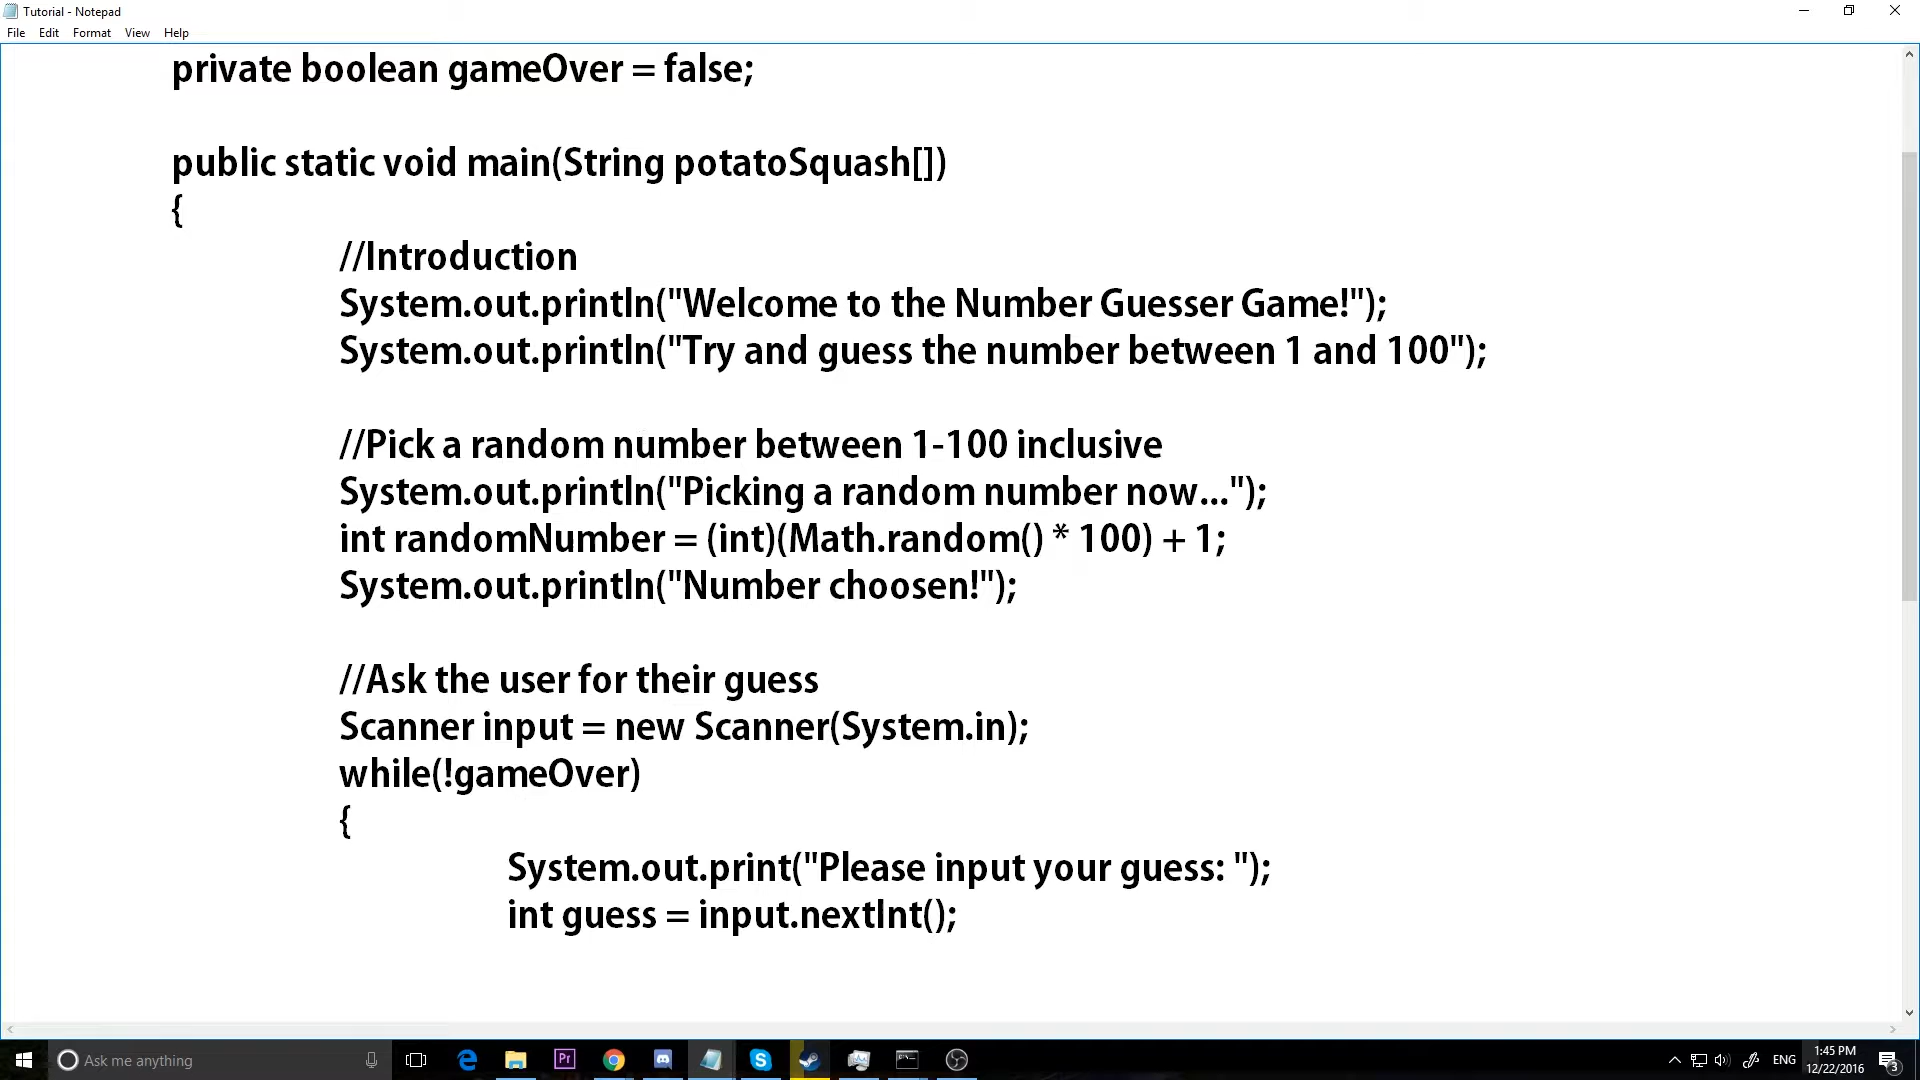 Tutorial - Notepad
File Edit Format View Help
private boolean gameOver = false;
public static void main(String potatoSquash[])
{
//Introduction
System.out.println("Welcome to the Number Guesser Game!");
System.out.println("Try and guess the number between 1 and 100");
//Pick a random number between 1-100 inclusive
System.out.println("Picking a random number now...");
int randomNumber = (int)(Math.random() * 100) + 1;
System.out.println("Number choosen!");
//Ask the user for their guess
Scanner input = new Scanner(System.in);
while(!gameOver)
{
System.out.print("Please input your guess: ");
int guess = input.nextInt();
Ask me anything
Pr
ENG
1:45 PM
12/22/2016
3